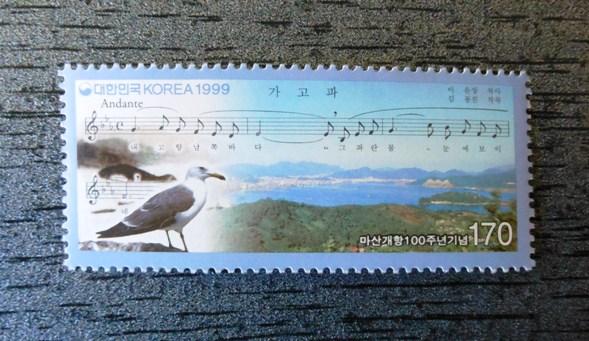 대한민국 KOREA 1999
가 고 파
이 은 상 작사
김 동 진 작곡
Andante
내 고 향 남 쪽 바 다 그 파 란 물 눈 에 보 이
네
마산개항100주년기념 170